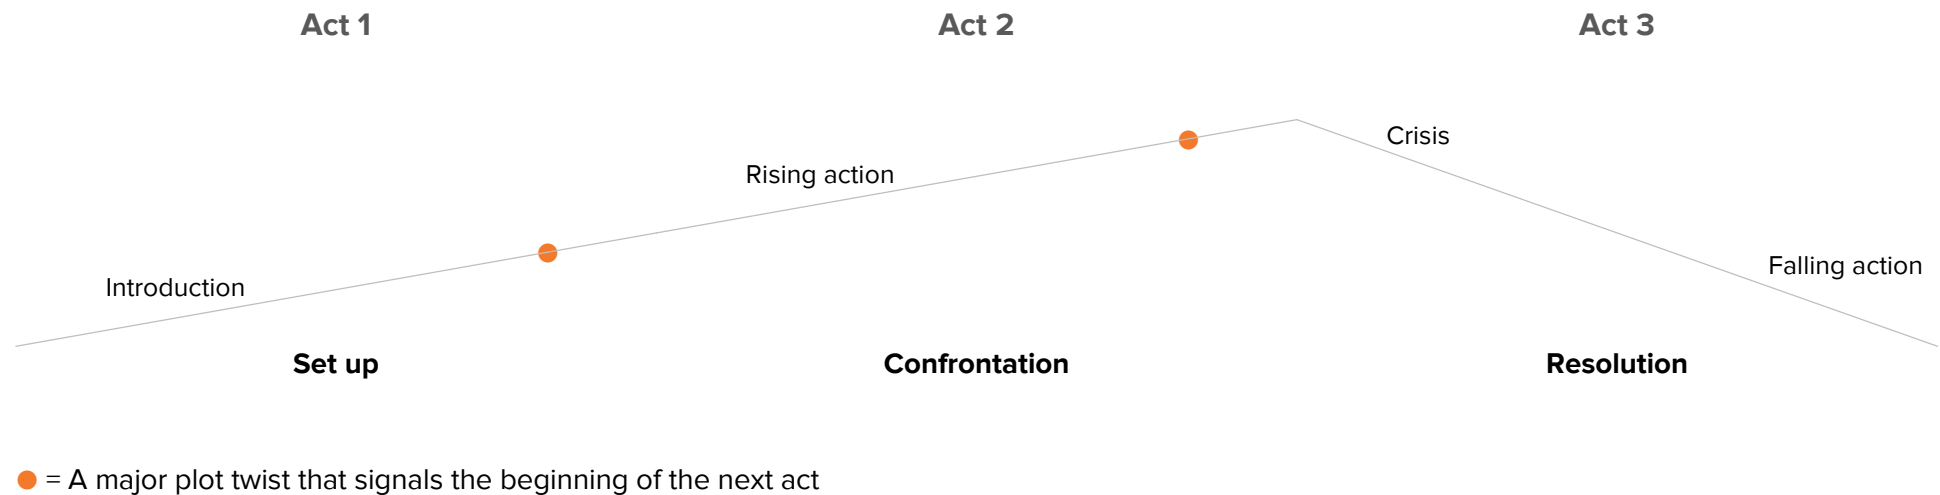 Act 1
Act 2
Act 3
Crisis
Rising action
Falling action
Introduction
Set up
Confrontation
Resolution
= A major plot twist that signals the beginning of the next act